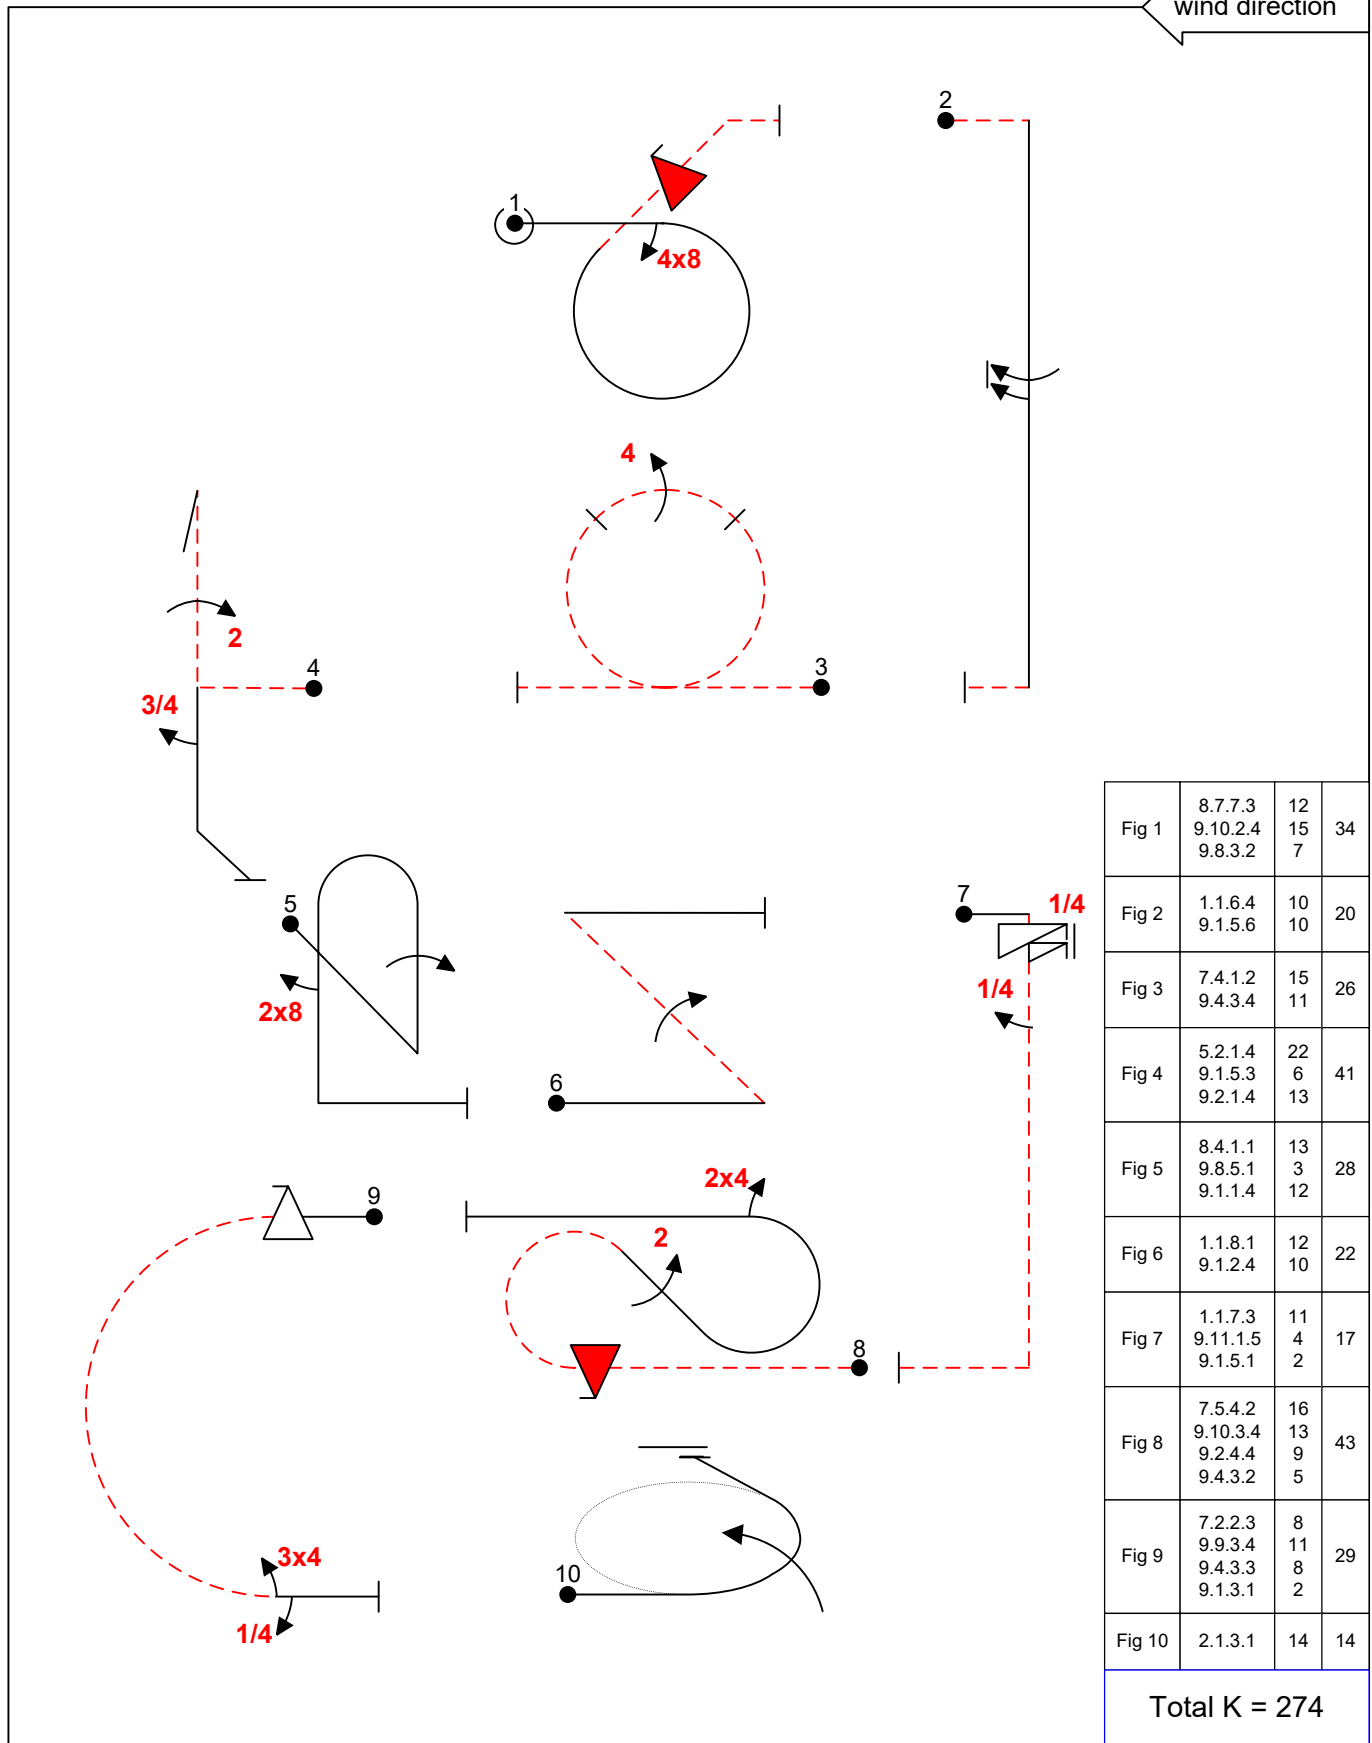 wind direction
2
1
4x8
4
2
4
3
3/4
5
2x8
6
7
1/4
1/4
9
2x4
2
8
3x4
1/4
10
Fig 1 8.7.7.3 12 34
9.10.2.4 15
9.8.3.2 7
Fig 2 1.1.6.4 10 20
9.1.5.6 10
Fig 3 7.4.1.2 15 26
9.4.3.4 11
Fig 4 5.2.1.4 22 41
9.1.5.3 6
9.2.1.4 13
Fig 5 8.4.1.1 13 28
9.8.5.1 3
9.1.1.4 12
Fig 6 1.1.8.1 12 22
9.1.2.4 10
Fig 7 1.1.7.3 11 17
9.11.1.5 4
9.1.5.1 2
Fig 8 7.5.4.2 16 43
9.10.3.4 13
9.2.4.4 9
9.4.3.2 5
Fig 9 7.2.2.3 8 29
9.9.3.4 11
9.4.3.3 8
9.1.3.1 2
Fig 10 2.1.3.1 14 14
Total K = 274